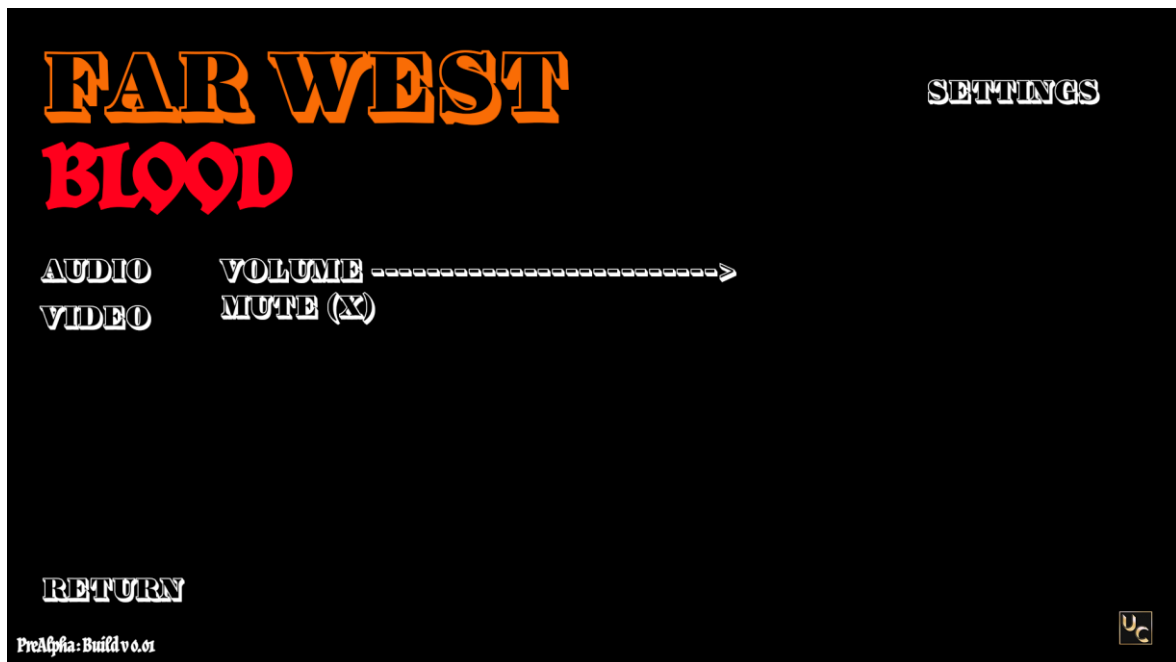 FAR WEST
SETTINGS
BLOOD
AUDIO
VOLUME ------------------------->
VIDEO
MUTE (X)
RETURN
PreAlpha: Build v 0.01
UC